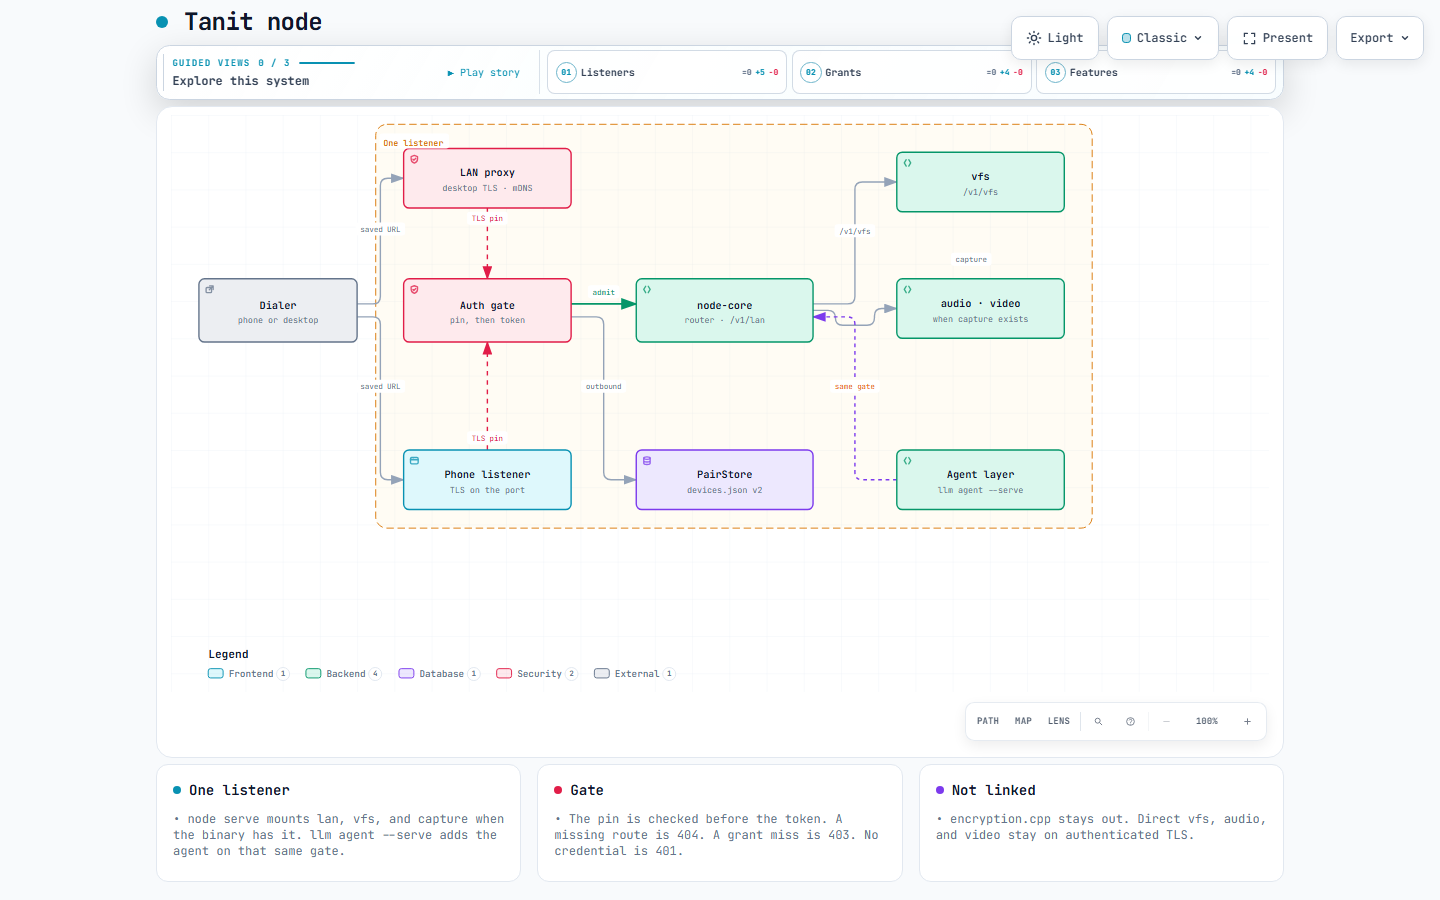 Tanit node
Light
Classic
Present
Export
GUIDED VIEWS 0 / 3
Explore this system
▶ Play story
01 Listeners =0 +5 -0
02 Grants =0 +4 -0
03 Features =0 +4 -0
One listener
LAN proxy
desktop TLS · mDNS
vfs
/v1/vfs
TLS pin
saved URL
/v1/vfs
capture
Dialer
phone or desktop
Auth gate
pin, then token
admit
node-core
router · /v1/lan
audio · video
when capture exists
saved URL
outbound
same gate
TLS pin
Phone listener
TLS on the port
PairStore
devices.json v2
Agent layer
llm agent --serve
Legend
Frontend 1
Backend 4
Database 1
Security 2
External 1
PATH MAP LENS
100%
One listener
• node serve mounts lan, vfs, and capture when
the binary has it. llm agent --serve adds the
agent on that same gate.
Gate
• The pin is checked before the token. A
missing route is 404. A grant miss is 403. No
credential is 401.
Not linked
• encryption.cpp stays out. Direct vfs, audio,
and video stay on authenticated TLS.